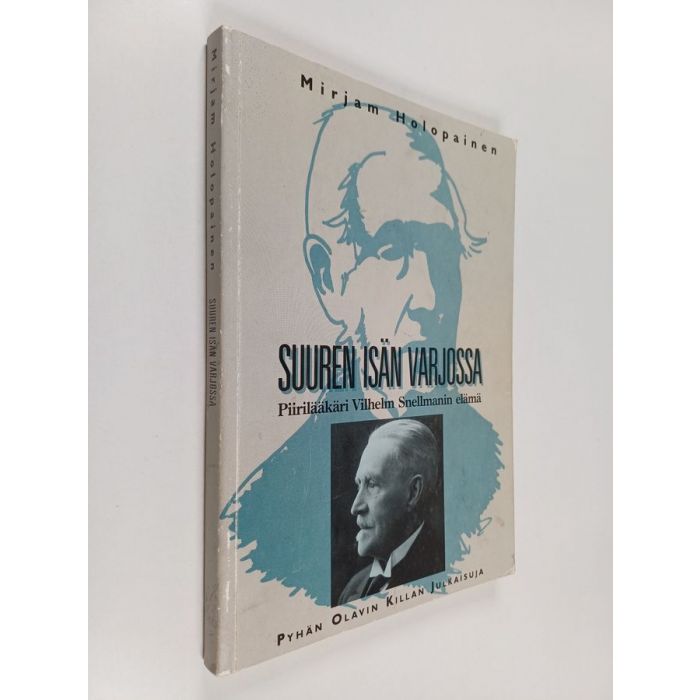 Mirjam Holopainen
SUUREN ISÄN VARJOSSA
Mirjam Holopainen
SUUREN ISÄN VARJOSSA
Piirilääkäri Vilhelm Snellmanin elämä
PYHÄN OLAVIN KILLAN JULKAISUJA